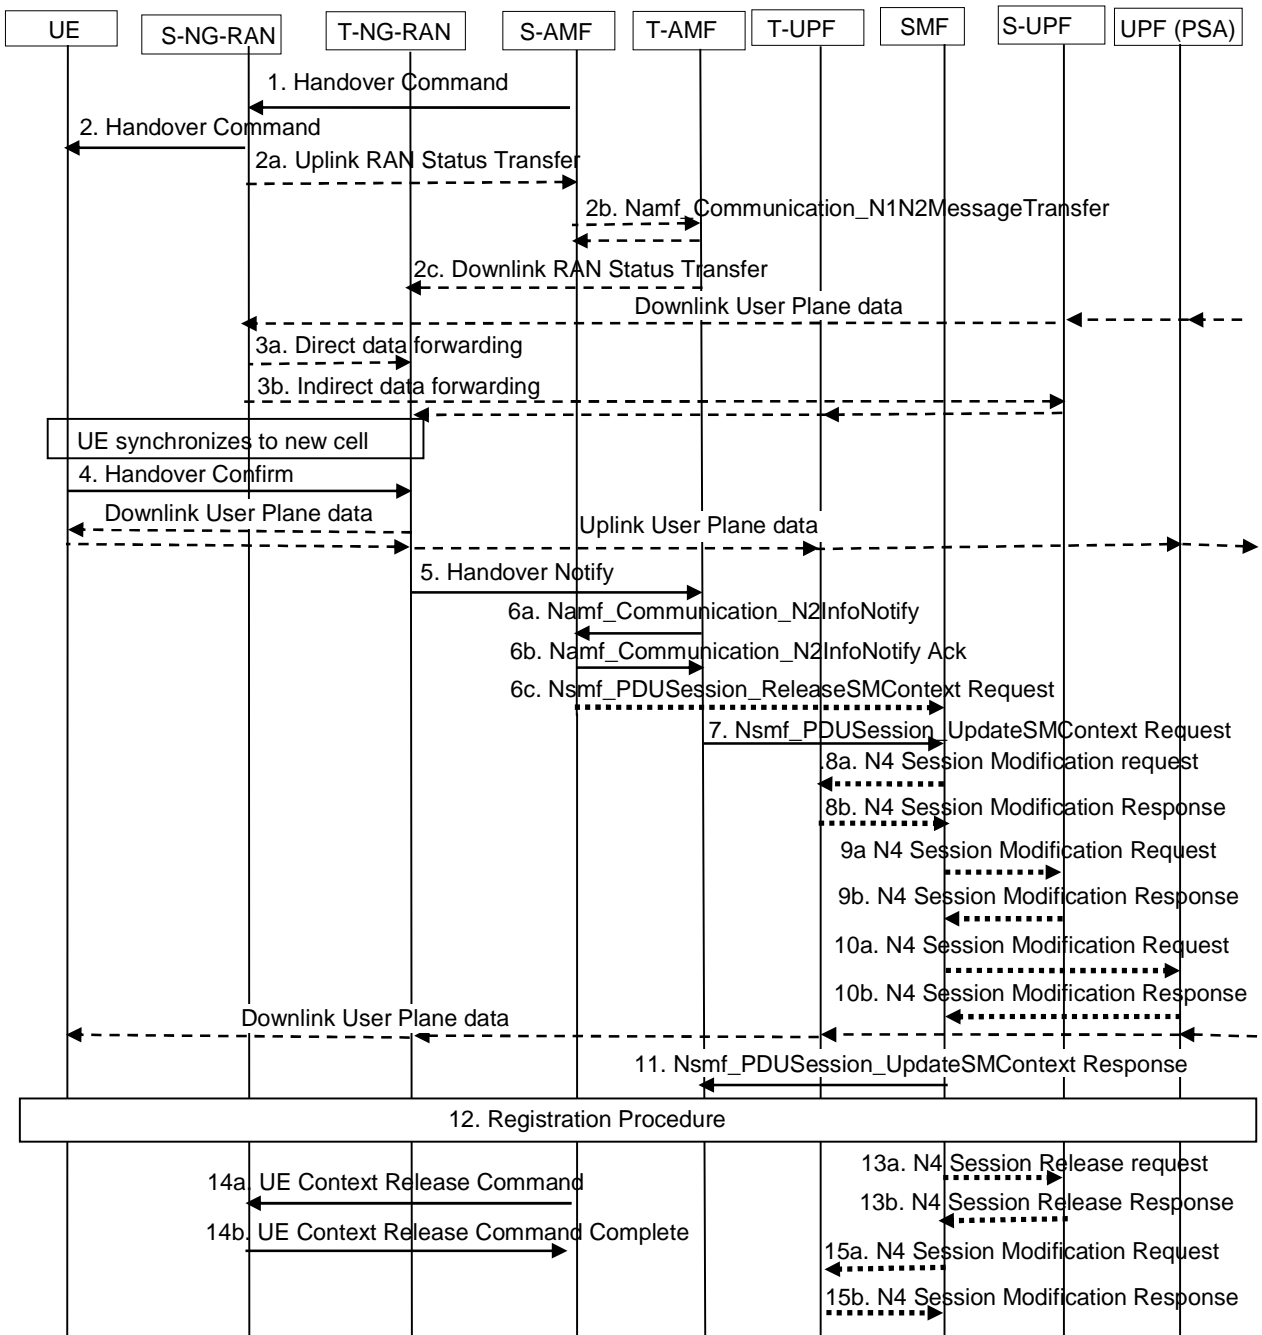 UE
S-NG-RAN
T-NG-RAN
S-AMF
T-AMF
T-UPF
SMF
S-UPF
UPF (PSA)
1. Handover Command
2. Handover Command
2a. Uplink RAN Status Transfer
2b. Namf_Communication_N1N2MessageTransfer
2c. Downlink RAN Status Transfer
Downlink User Plane data
3a. Direct data forwarding
3b. Indirect data forwarding
UE synchronizes to new cell
4. Handover Confirm
Downlink User Plane data
Uplink User Plane data
5. Handover Notify
6a. Namf_Communication_N2InfoNotify
6b. Namf_Communication_N2InfoNotify Ack
6c. Nsmf_PDUSession_ReleaseSMContext Request
7. Nsmf_PDUSession_UpdateSMContext Request
.8a. N4 Session Modification request
8b. N4 Session Modification Response
9a N4 Session Modification Request
9b. N4 Session Modification Response
10a. N4 Session Modification Request
10b. N4 Session Modification Response
Downlink User Plane data
11. Nsmf_PDUSession_UpdateSMContext Response
12. Registration Procedure
13a. N4 Session Release request
14a. UE Context Release Command
13b. N4 Session Release Response
14b. UE Context Release Command Complete
15a. N4 Session Modification Request
15b. N4 Session Modification Response